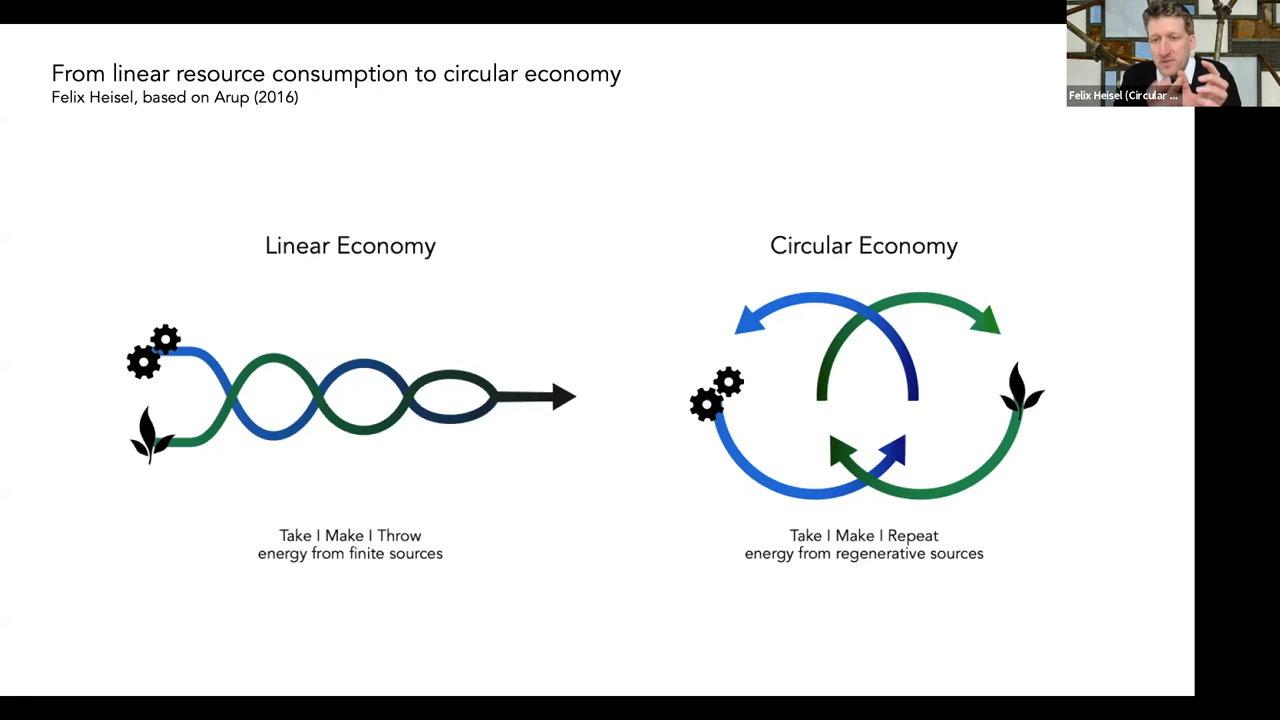 From linear resource consumption to circular economy
Felix Heisel, based on Arup (2016)
Felix Heisel (Circular ...
Linear Economy
Circular Economy
Take I Make I Throw
energy from finite sources
Take I Make I Repeat
energy from regenerative sources